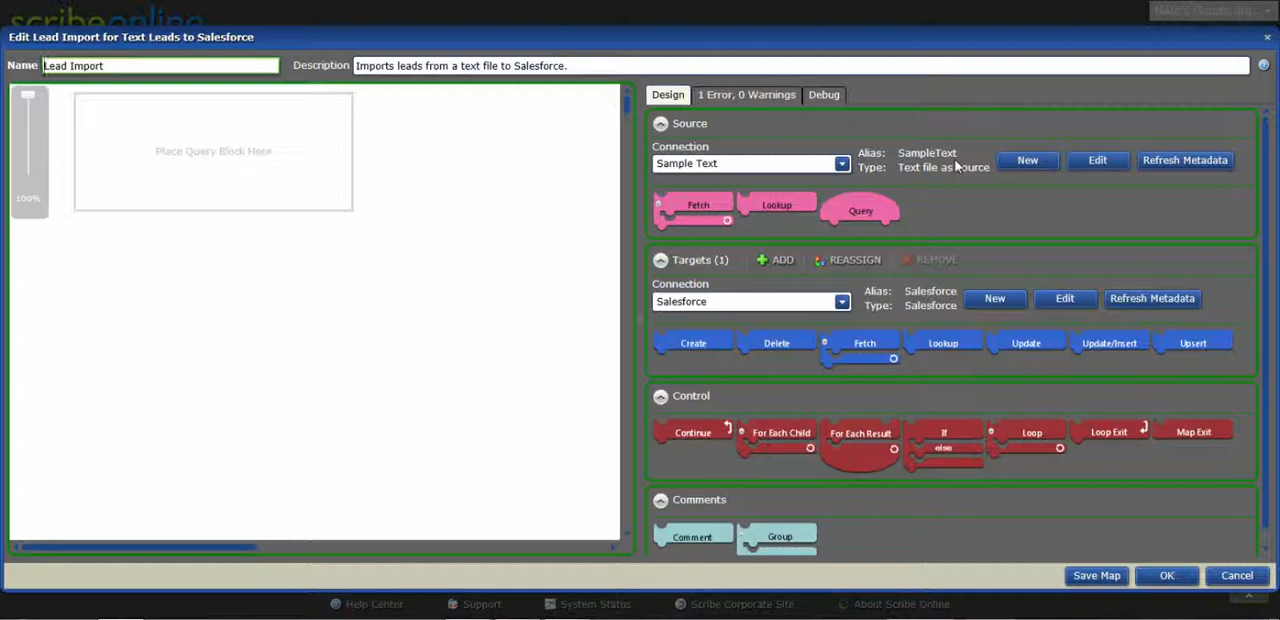 scribeonline
Edit Lead Import for Text Leads to Salesforce
Name Lead Import Description Imports leads from a text file to Salesforce.
100%
Place Query Block Here
Design 1 Error, 0 Warnings Debug
Source
Connection
Sample Text
Alias: SampleText
Type: Text file as source
New Edit Refresh Metadata
Fetch Lookup Query
Targets (1) ADD REASSIGN REMOVE
Connection
Salesforce
Alias: Salesforce
Type: Salesforce
New Edit Refresh Metadata
Create Delete Fetch Lookup Update Update/Insert Upsert
Control
Continue For Each Child For Each Result If else Loop Loop Exit Map Exit
Comments
Comment Group
Save Map OK Cancel
Help Center Support System Status Scribe Corporate Site About Scribe Online